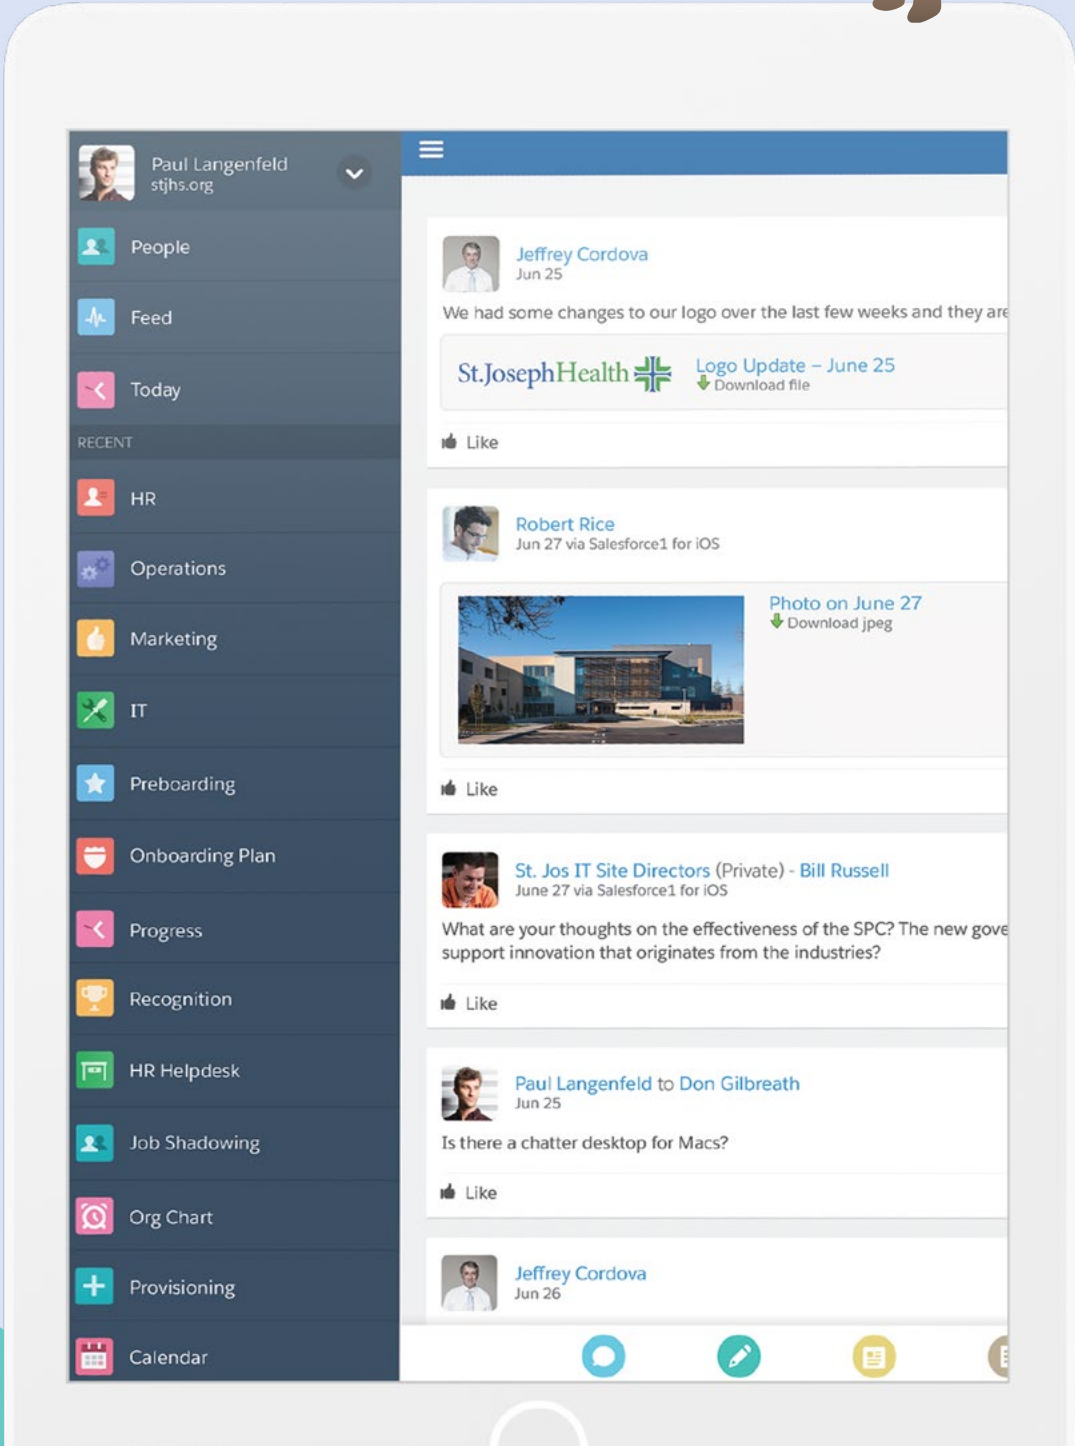 Paul Langenfeld
stjhs.org
People
Feed
Today
RECENT
HR
Operations
Marketing
IT
Preboarding
Onboarding Plan
Progress
Recognition
HR Helpdesk
Job Shadowing
Org Chart
Provisioning
Calendar
Jeffrey Cordova
Jun 25
We had some changes to our logo over the last few weeks and they are
St.JosephHealth
Logo Update – June 25
Download file
Like
Robert Rice
Jun 27 via Salesforce1 for iOS
Photo on June 27
Download jpeg
Like
St. Jos IT Site Directors (Private) - Bill Russell
June 27 via Salesforce1 for iOS
What are your thoughts on the effectiveness of the SPC? The new gove
support innovation that originates from the industries?
Like
Paul Langenfeld to Don Gilbreath
Jun 25
Is there a chatter desktop for Macs?
Like
Jeffrey Cordova
Jun 26